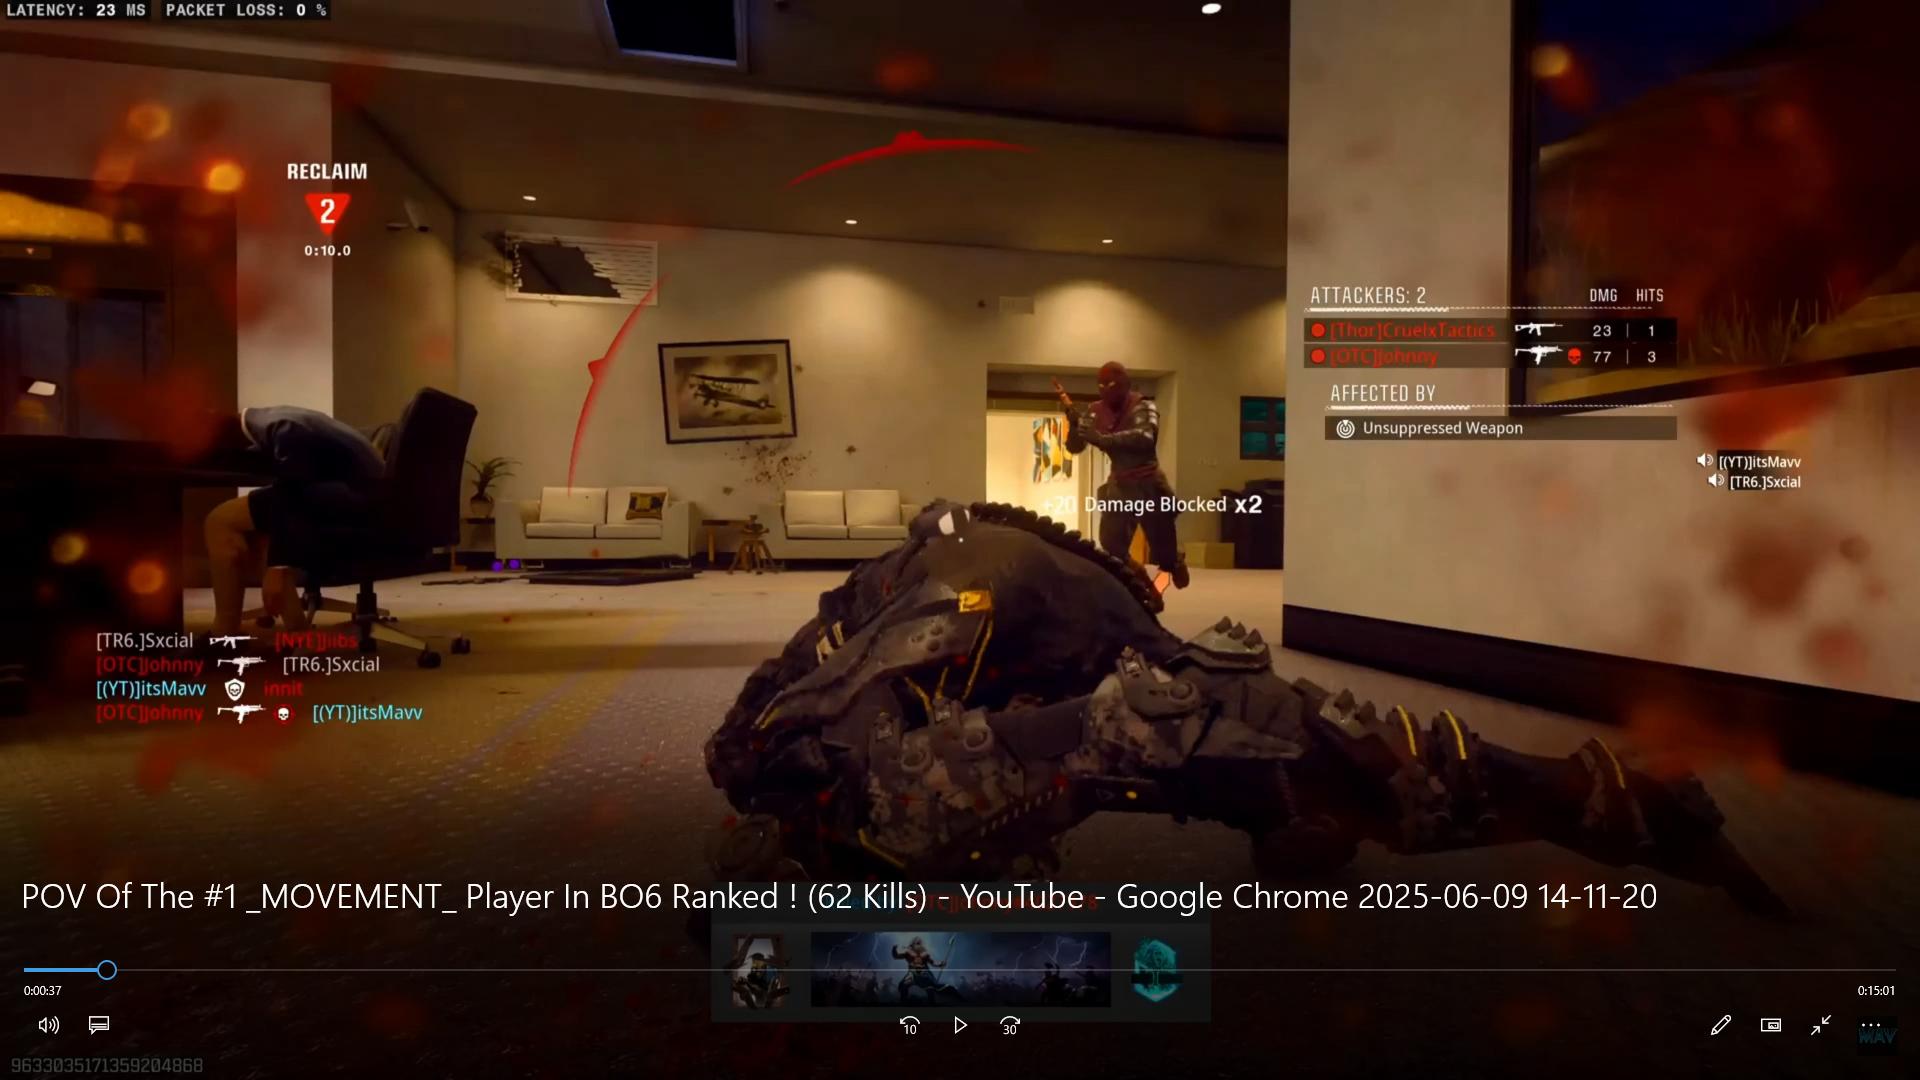 LATENCY: 23 MS PACKET LOSS: 0 %
RECLAIM
2
0:10.0
ATTACKERS: 2 DMG HITS
[Thor]CruelxTactics 23 | 1
[OTC]Johnny 77 | 3
AFFECTED BY
Unsuppressed Weapon
[(YT)]itsMavv
[TR6.]Sxcial
+20 Damage Blocked x2
[TR6.]Sxcial [NYE]Jiibs
[OTC]Johnny [TR6.]Sxcial
[(YT)]itsMavv innit
[OTC]Johnny [(YT)]itsMavv
POV Of The #1 _MOVEMENT_ Player In BO6 Ranked ! (62 Kills) - YouTube - Google Chrome 2025-06-09 14-11-20
0:00:37
0:15:01
10
30
MAV
9633035171359204868